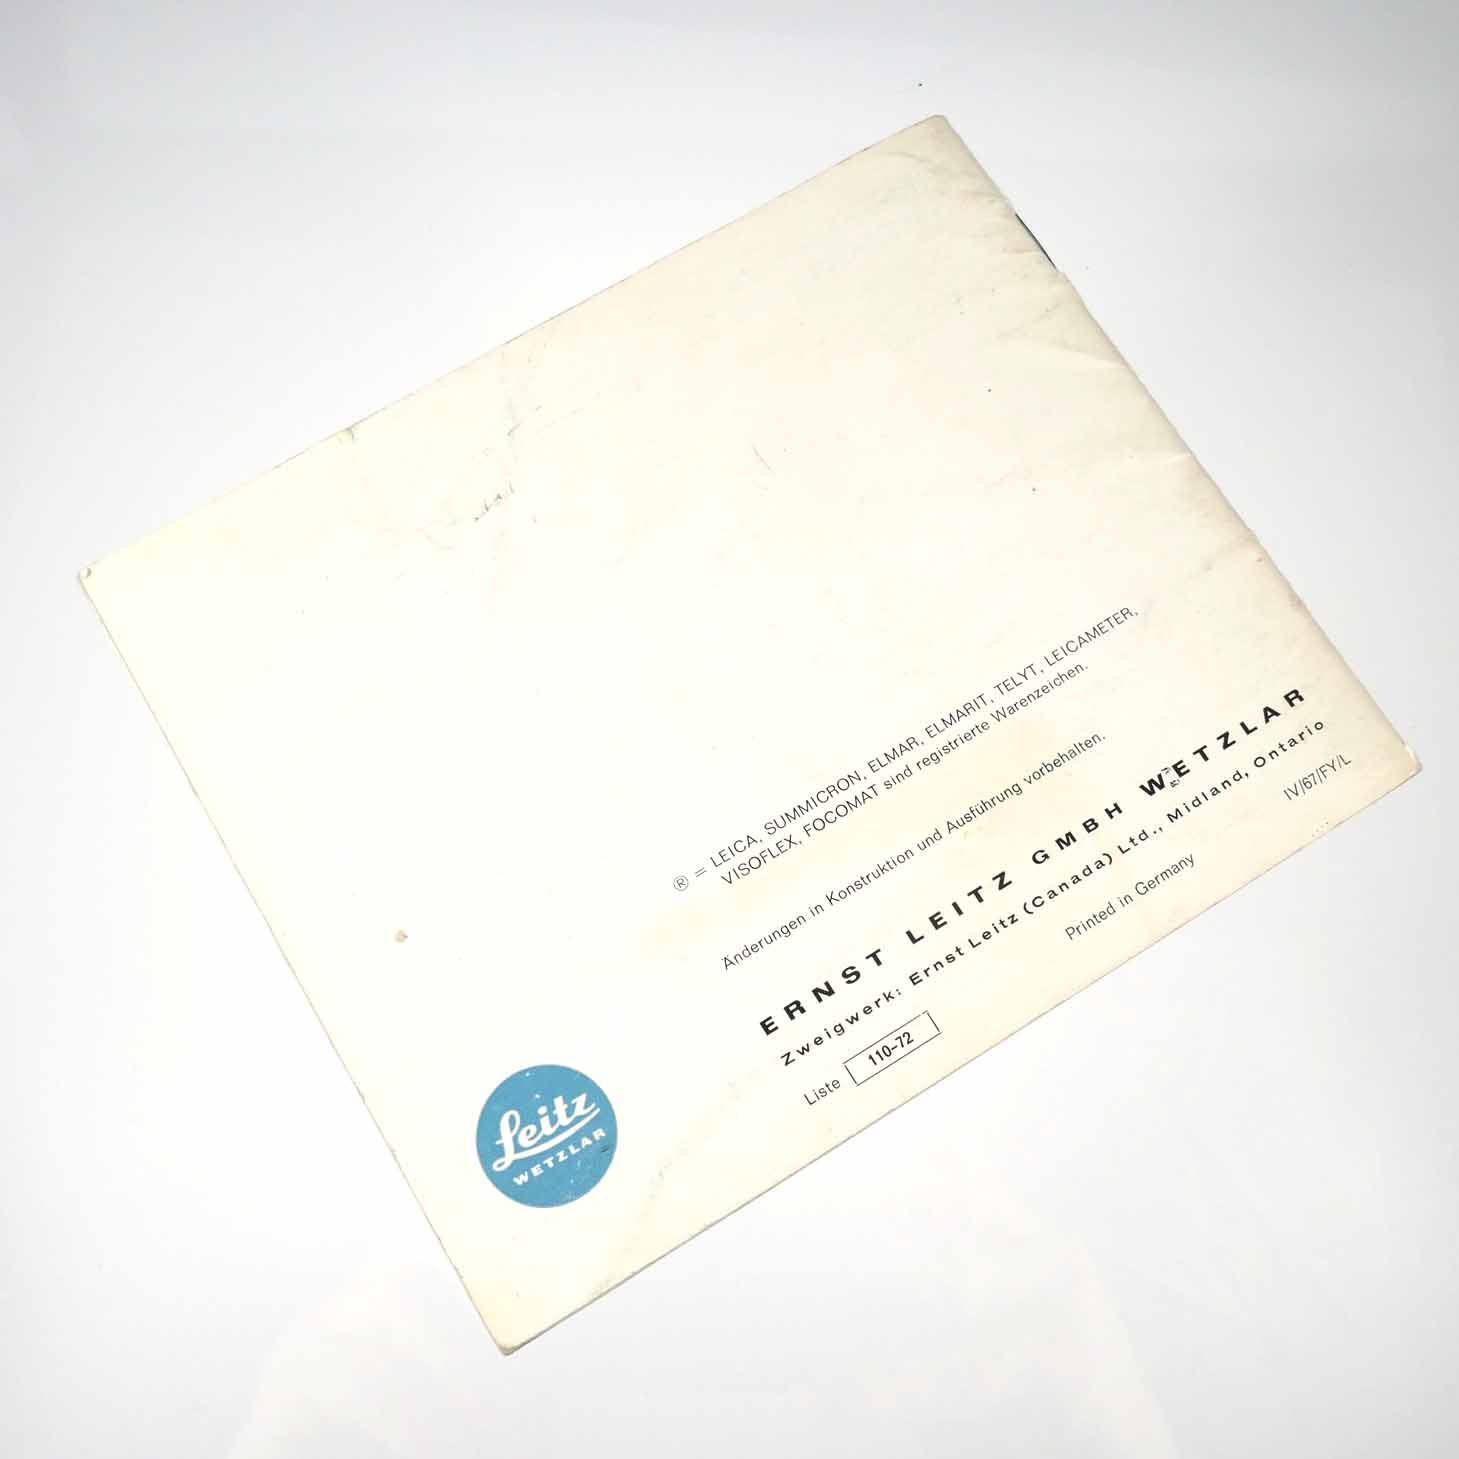 ® = LEICA, SUMMICRON, ELMAR, ELMARIT, TELYT, LEICAMETER,
VISOFLEX, FOCOMAT sind registrierte Warenzeichen.
Änderungen in Konstruktion und Ausführung vorbehalten.
ERNST LEITZ GMBH WETZLAR
Zweigwerk: Ernst Leitz (Canada) Ltd., Midland, Ontario
Liste 110-72
Printed in Germany
IV/67/FY/L
Leitz
WETZLAR